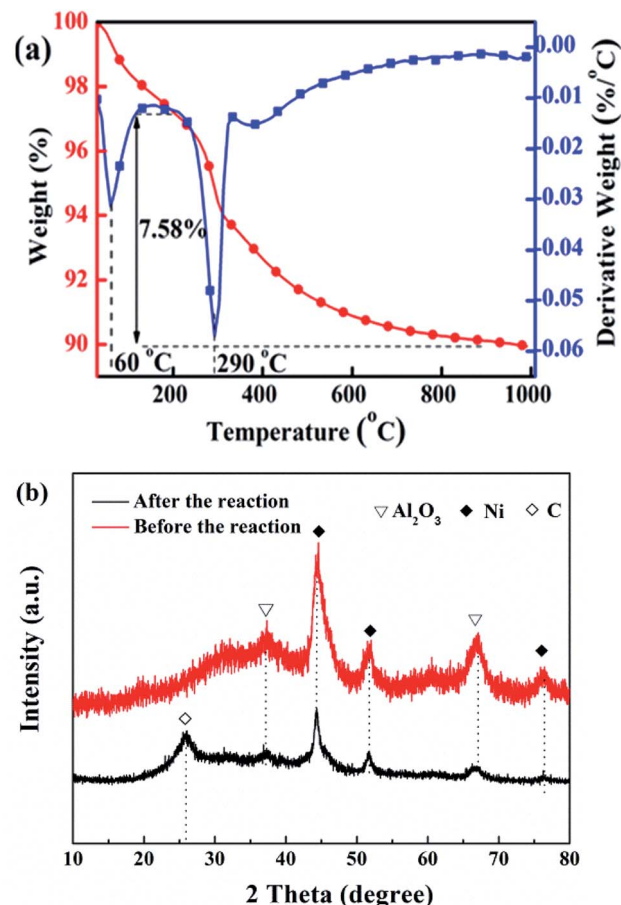 (a)
100
98
96
94
92
90
Weight (%)
0.00
0.01
0.02
0.03
0.04
0.05
0.06
Derivative Weight (%/°C)
7.58%
60 °C
290 °C
200
400
600
800
1000
Temperature (°C)
(b)
After the reaction
Before the reaction
▽ Al₂O₃ ◆ Ni ◇ C
Intensity (a.u.)
10 20 30 40 50 60 70 80
2 Theta (degree)